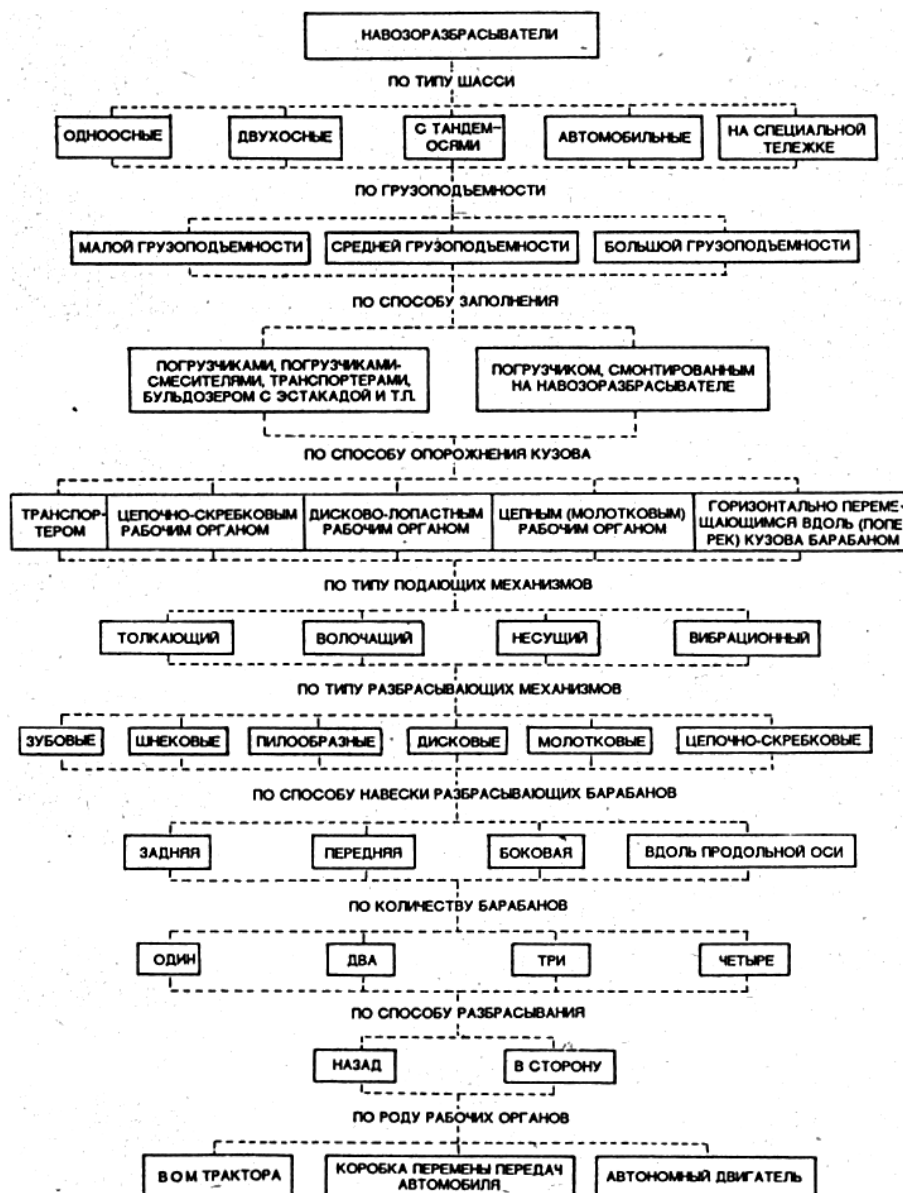 НАВОЗОРАЗБРАСЫВАТЕЛИ
ПО ТИПУ ШАССИ
ОДНООСНЫЕ
ДВУХОСНЫЕ
С ТАНДЕМ-
ОСЯМИ
АВТОМОБИЛЬНЫЕ
НА СПЕЦИАЛЬНОЙ
ТЕЛЕЖКЕ
ПО ГРУЗОПОДЪЕМНОСТИ
МАЛОЙ ГРУЗОПОДЪЕМНОСТИ
СРЕДНЕЙ ГРУЗОПОДЪЕМНОСТИ
БОЛЬШОЙ ГРУЗОПОДЪЕМНОСТИ
ПО СПОСОБУ ЗАПОЛНЕНИЯ
ПОГРУЗЧИКАМИ, ПОГРУЗЧИКАМИ-
СМЕСИТЕЛЯМИ, ТРАНСПОРТЕРАМИ,
БУЛЬДОЗЕРОМ С ЭСТАКАДОЙ И Т.П.
ПОГРУЗЧИКОМ, СМОНТИРОВАННЫМ
НА НАВОЗОРАЗБРАСЫВАТЕЛЕ
ПО СПОСОБУ ОПОРОЖНЕНИЯ КУЗОВА
ТРАНСПОР-
ТЕРОМ
ЦЕПОЧНО-СКРЕБКОВЫМ
РАБОЧИМ ОРГАНОМ
ДИСКОВО-ЛОПАСТНЫМ
РАБОЧИМ ОРГАНОМ
ЦЕПНЫМ (МОЛОТКОВЫМ)
РАБОЧИМ ОРГАНОМ
ГОРИЗОНТАЛЬНО ПЕРЕМЕ-
ЩАЮЩИМСЯ ВДОЛЬ (ПОПЕ-
РЕК) КУЗОВА БАРАБАНОМ
ПО ТИПУ ПОДАЮЩИХ МЕХАНИЗМОВ
ТОЛКАЮЩИЙ
ВОЛОЧАЩИЙ
НЕСУЩИЙ
ВИБРАЦИОННЫЙ
ПО ТИПУ РАЗБРАСЫВАЮЩИХ МЕХАНИЗМОВ
ЗУБОВЫЕ
ШНЕКОВЫЕ
ПИЛООБРАЗНЫЕ
ДИСКОВЫЕ
МОЛОТКОВЫЕ
ЦЕПОЧНО-СКРЕБКОВЫЕ
ПО СПОСОБУ НАВЕСКИ РАЗБРАСЫВАЮЩИХ БАРАБАНОВ
ЗАДНЯЯ
ПЕРЕДНЯЯ
БОКОВАЯ
ВДОЛЬ ПРОДОЛЬНОЙ ОСИ
ПО КОЛИЧЕСТВУ БАРАБАНОВ
ОДИН
ДВА
ТРИ
ЧЕТЫРЕ
ПО СПОСОБУ РАЗБРАСЫВАНИЯ
НАЗАД
В СТОРОНУ
ПО РОДУ РАБОЧИХ ОРГАНОВ
ВОМ ТРАКТОРА
КОРОБКА ПЕРЕМЕНЫ ПЕРЕДАЧ
АВТОМОБИЛЯ
АВТОНОМНЫЙ ДВИГАТЕЛЬ